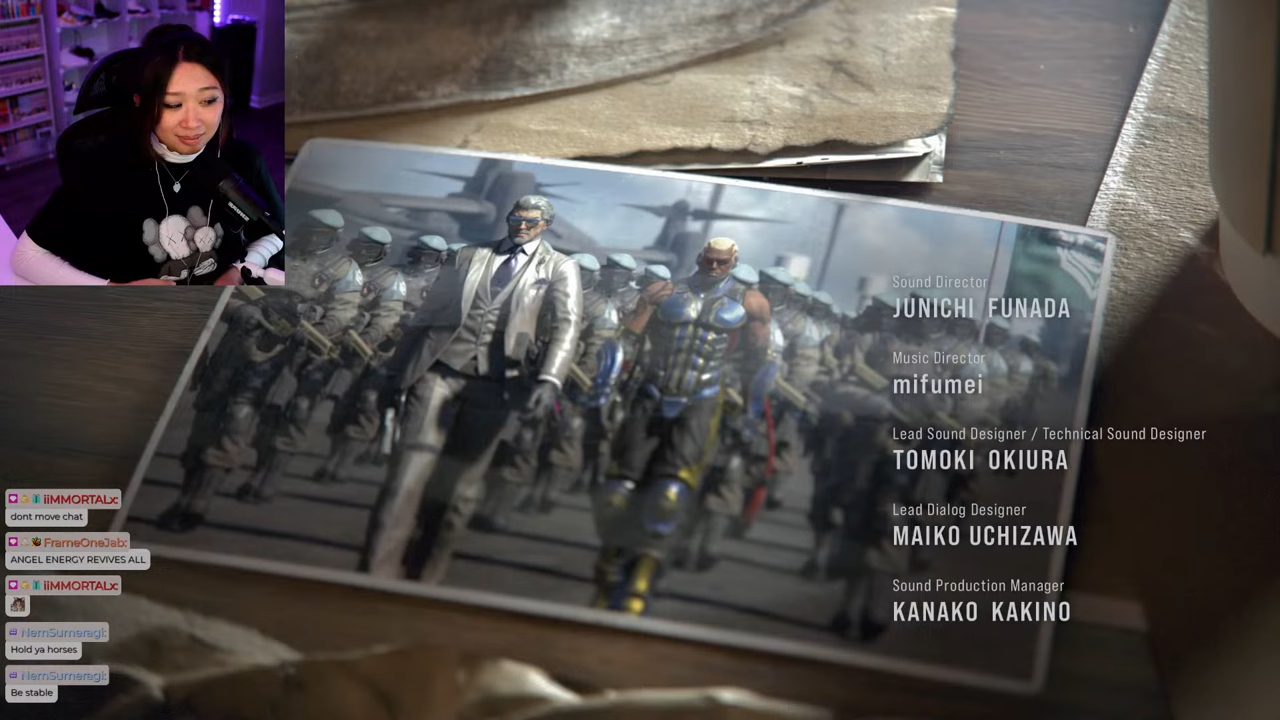 Sound Director
JUNICHI FUNADA
Music Director
mifumei
Lead Sound Designer / Technical Sound Designer
TOMOKI OKIURA
Lead Dialog Designer
MAIKO UCHIZAWA
Sound Production Manager
KANAKO KAKINO
iiMMORTALx:
dont move chat
FrameOneJab:
ANGEL ENERGY REVIVES ALL
iiMMORTALx:
NemSumeragi:
Hold ya horses
NemSumeragi:
Be stable